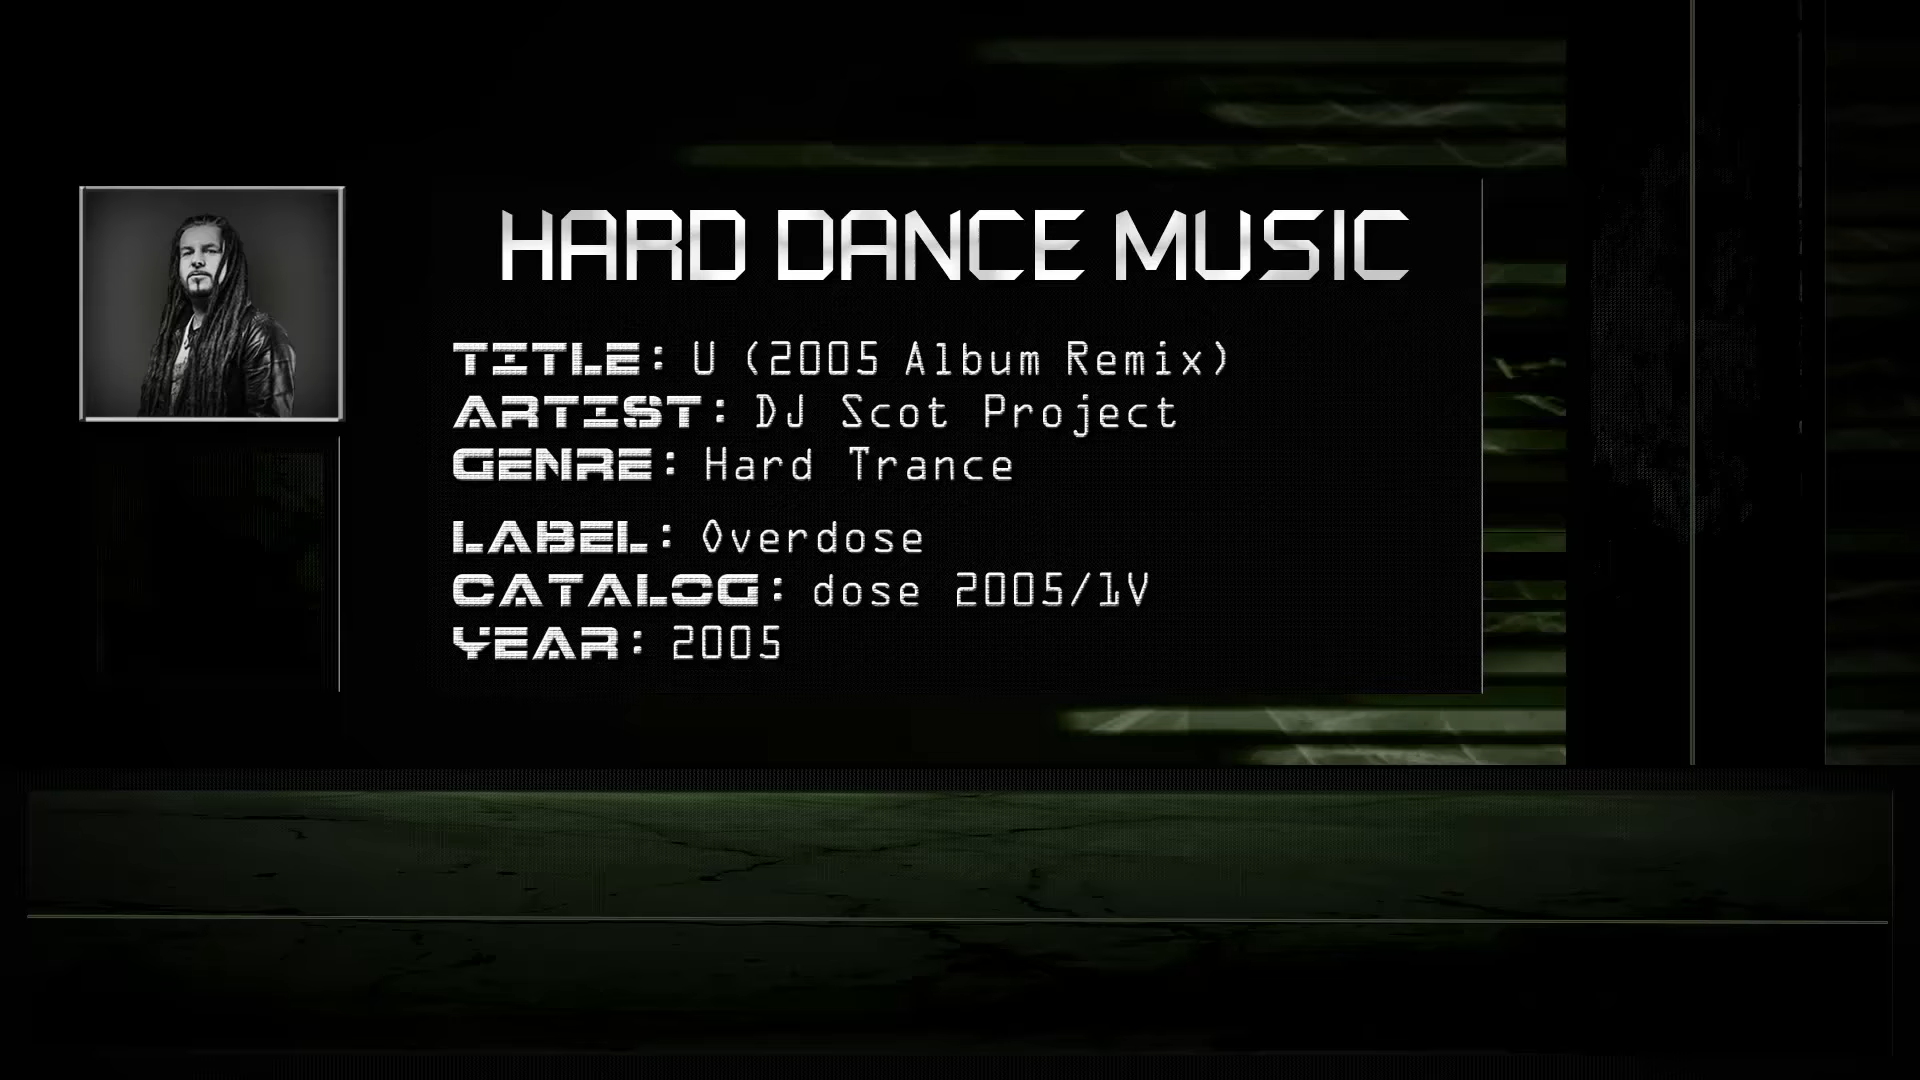 HARD DANCE MUSIC
TITLE: U (2005 Album Remix)
ARTIST: DJ Scot Project
GENRE: Hard Trance
LABEL: Overdose
CATALOG: dose 2005/1V
YEAR: 2005